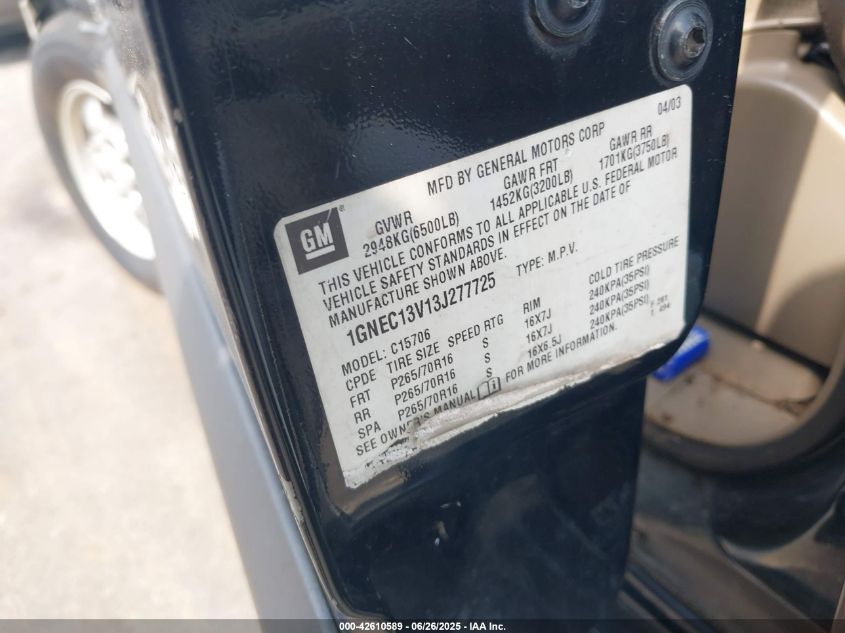 04/03
MFD BY GENERAL MOTORS CORP
GM ®
GVWR GAWR FRT GAWR RR
2948KG(6500LB) 1452KG(3200LB) 1701KG(3750LB)
THIS VEHICLE CONFORMS TO ALL APPLICABLE U.S. FEDERAL MOTOR
VEHICLE SAFETY STANDARDS IN EFFECT ON THE DATE OF
MANUFACTURE SHOWN ABOVE.
1GNEC13V13J277725 TYPE: M.P.V.
MODEL: C15706
CPDE TIRE SIZE SPEED RTG RIM COLD TIRE PRESSURE
FRT P265/70R16 S 16X7J 240KPA(35PSI)
RR P265/70R16 S 16X7J 240KPA(35PSI)
SPA P265/70R16 S 16X6.5J 240KPA(35PSI)
SEE OWNER'S MANUAL FOR MORE INFORMATION.
000-42610589 - 06/26/2025 - IAA Inc.